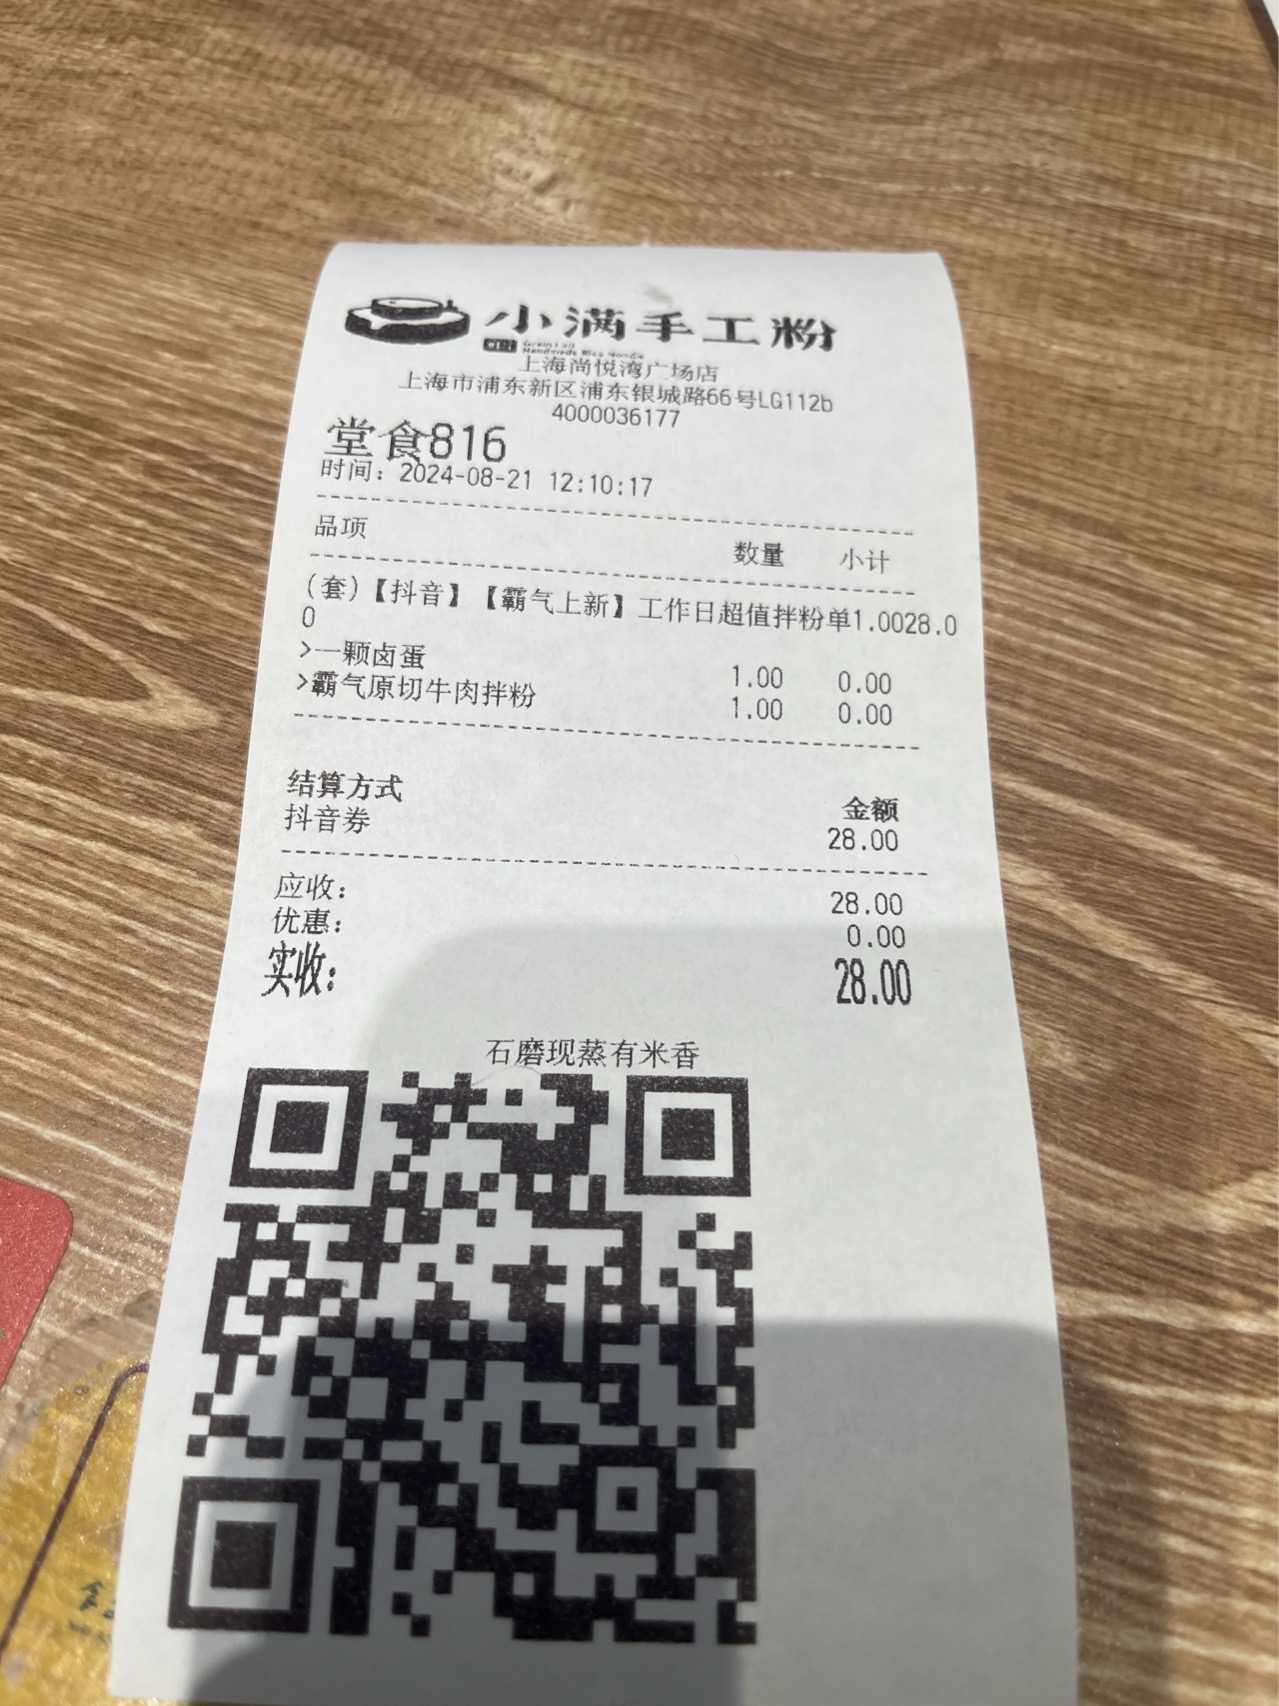 小满手工粉
Handmade Rice Noodle
上海尚悦湾广场店
上海市浦东新区浦东银城路66号LG112b
4000036177
堂食816
时间：2024-08-21 12:10:17
品项 数量 小计
(套)【抖音】【霸气上新】工作日超值拌粉单1.0028.0
0
>一颗卤蛋 1.00 0.00
>霸气原切牛肉拌粉 1.00 0.00
结算方式 金额
抖音券 28.00
应收： 28.00
优惠： 0.00
实收： 28.00
石磨现蒸有米香